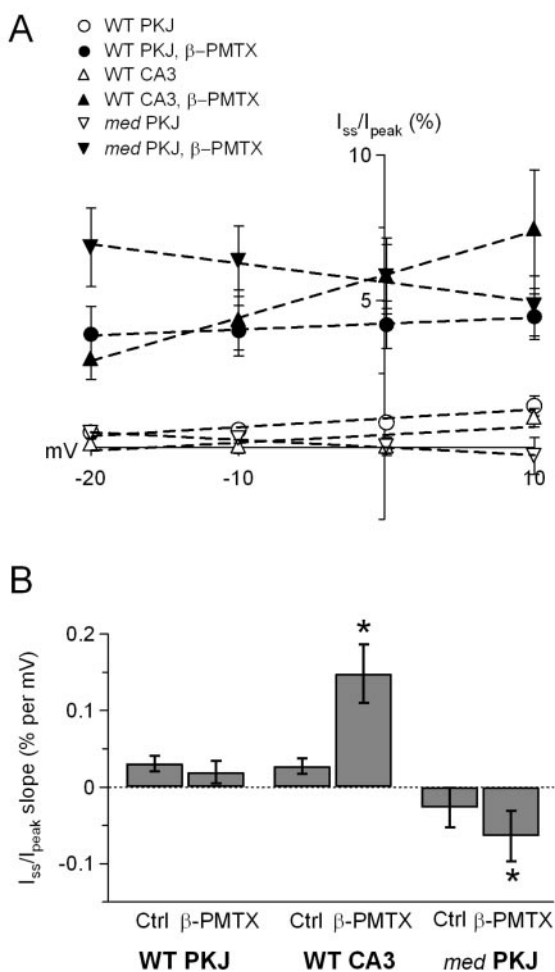 A
WT PKJ
WT PKJ, β–PMTX
WT CA3
WT CA3, β–PMTX
med PKJ
med PKJ, β–PMTX
Iss/Ipeak (%)
10
5
mV
-20 -10 10
B
Iss/Ipeak slope (% per mV)
0.2
0.1
0
-0.1
* *
Ctrl β-PMTX Ctrl β-PMTX Ctrl β-PMTX
WT PKJ WT CA3 med PKJ